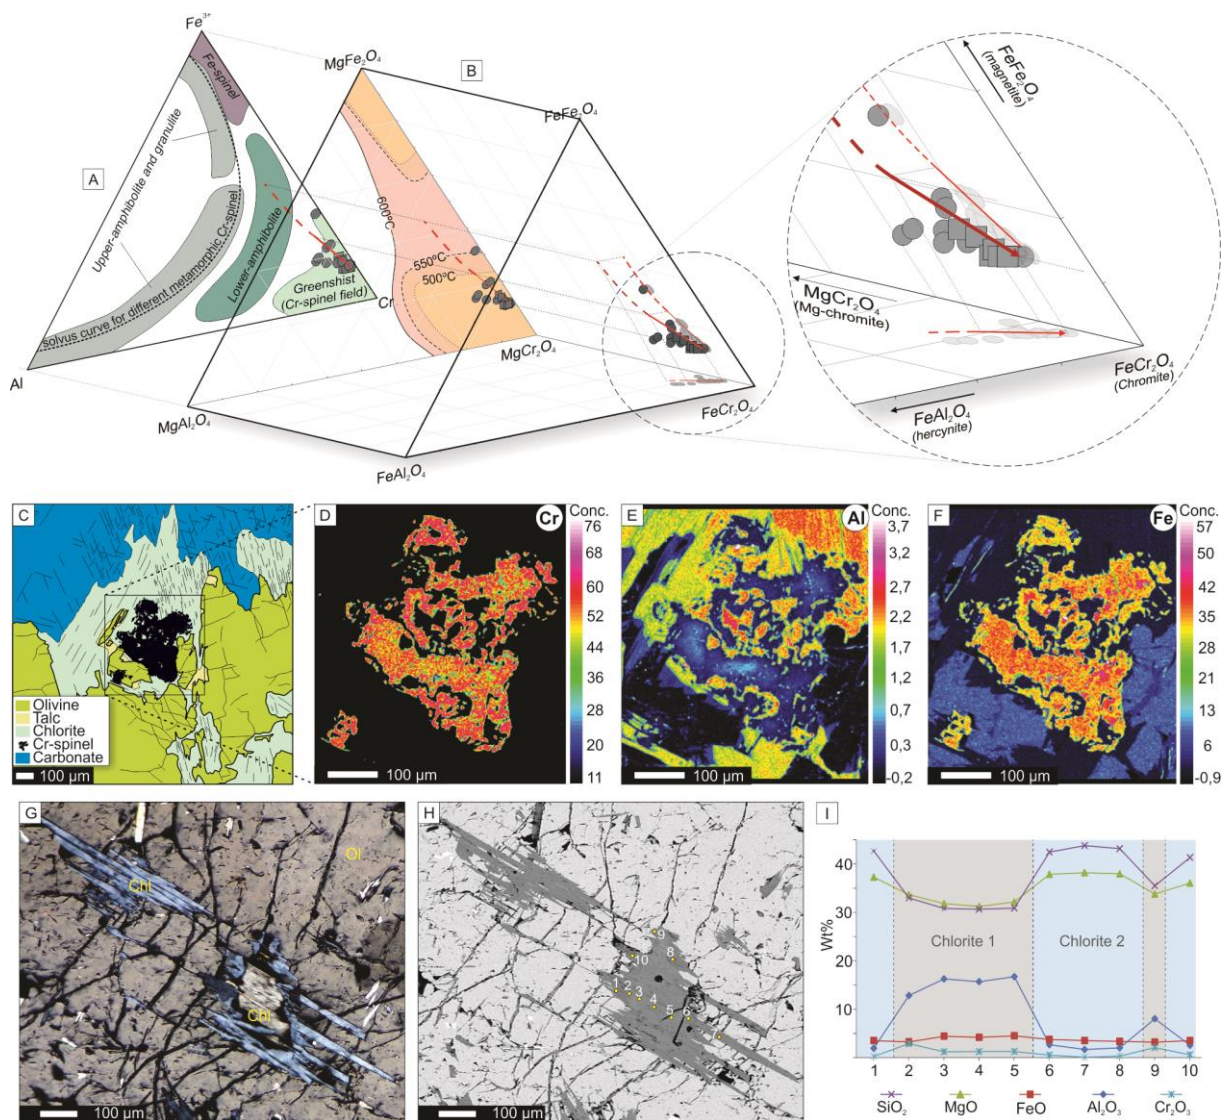 Fe³⁺
A
Fe-spinel
Upper-amphibolite and granulite
solvus curve for different metamorphic Cr-spinel
Lower-amphibolite
Greenshist
(Cr-spinel field)
Al
Cr
B
MgFe₂O₄
FeFe₂O₄
600ºC
550ºC
500ºC
MgCr₂O₄
FeCr₂O₄
MgAl₂O₄
FeAl₂O₄
FeFe₂O₄
(magnetite)
MgCr₂O₄
(Mg-chromite)
FeCr₂O₄
(Chromite)
FeAl₂O₄
(hercynite)
C
Olivine
Talc
Chlorite
Cr-spinel
Carbonate
100 µm
D
Cr
100 µm
Conc.
76
68
60
52
44
36
28
20
11
E
Al
100 µm
Conc.
3,7
3,2
2,7
2,2
1,7
1,2
0,7
0,3
-0,2
F
Fe
100 µm
Conc.
57
50
42
35
28
21
13
6
-0,9
G
Chl
Ol
Chl
100 µm
H
9
10
8
1
2
3
4
5
6
7
100 µm
I
Wt%
40
30
20
10
Chlorite 1
Chlorite 2
1 2 3 4 5 6 7 8 9 10
SiO₂ MgO FeO Al₂O₃ Cr₂O₃